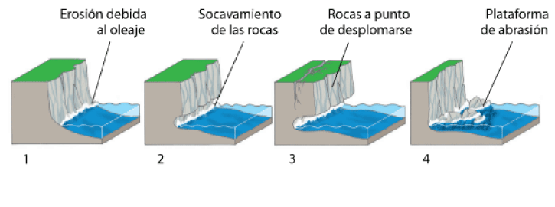 Erosión debida
al oleaje
Socavamiento
de las rocas
Rocas a punto
de desplomarse
Plataforma
de abrasión
1
2
3
4